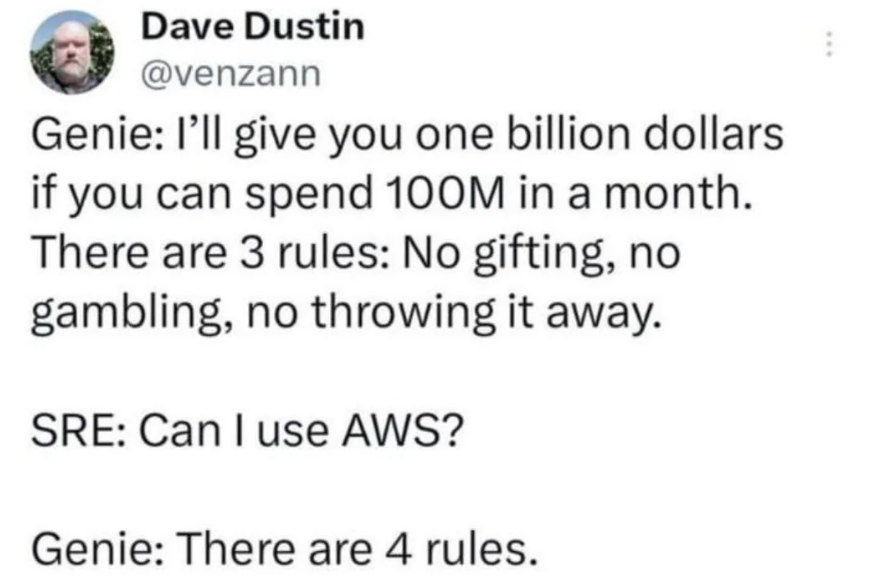 Dave Dustin
@venzann
Genie: I’ll give you one billion dollars
if you can spend 100M in a month.
There are 3 rules: No gifting, no
gambling, no throwing it away.
SRE: Can I use AWS?
Genie: There are 4 rules.